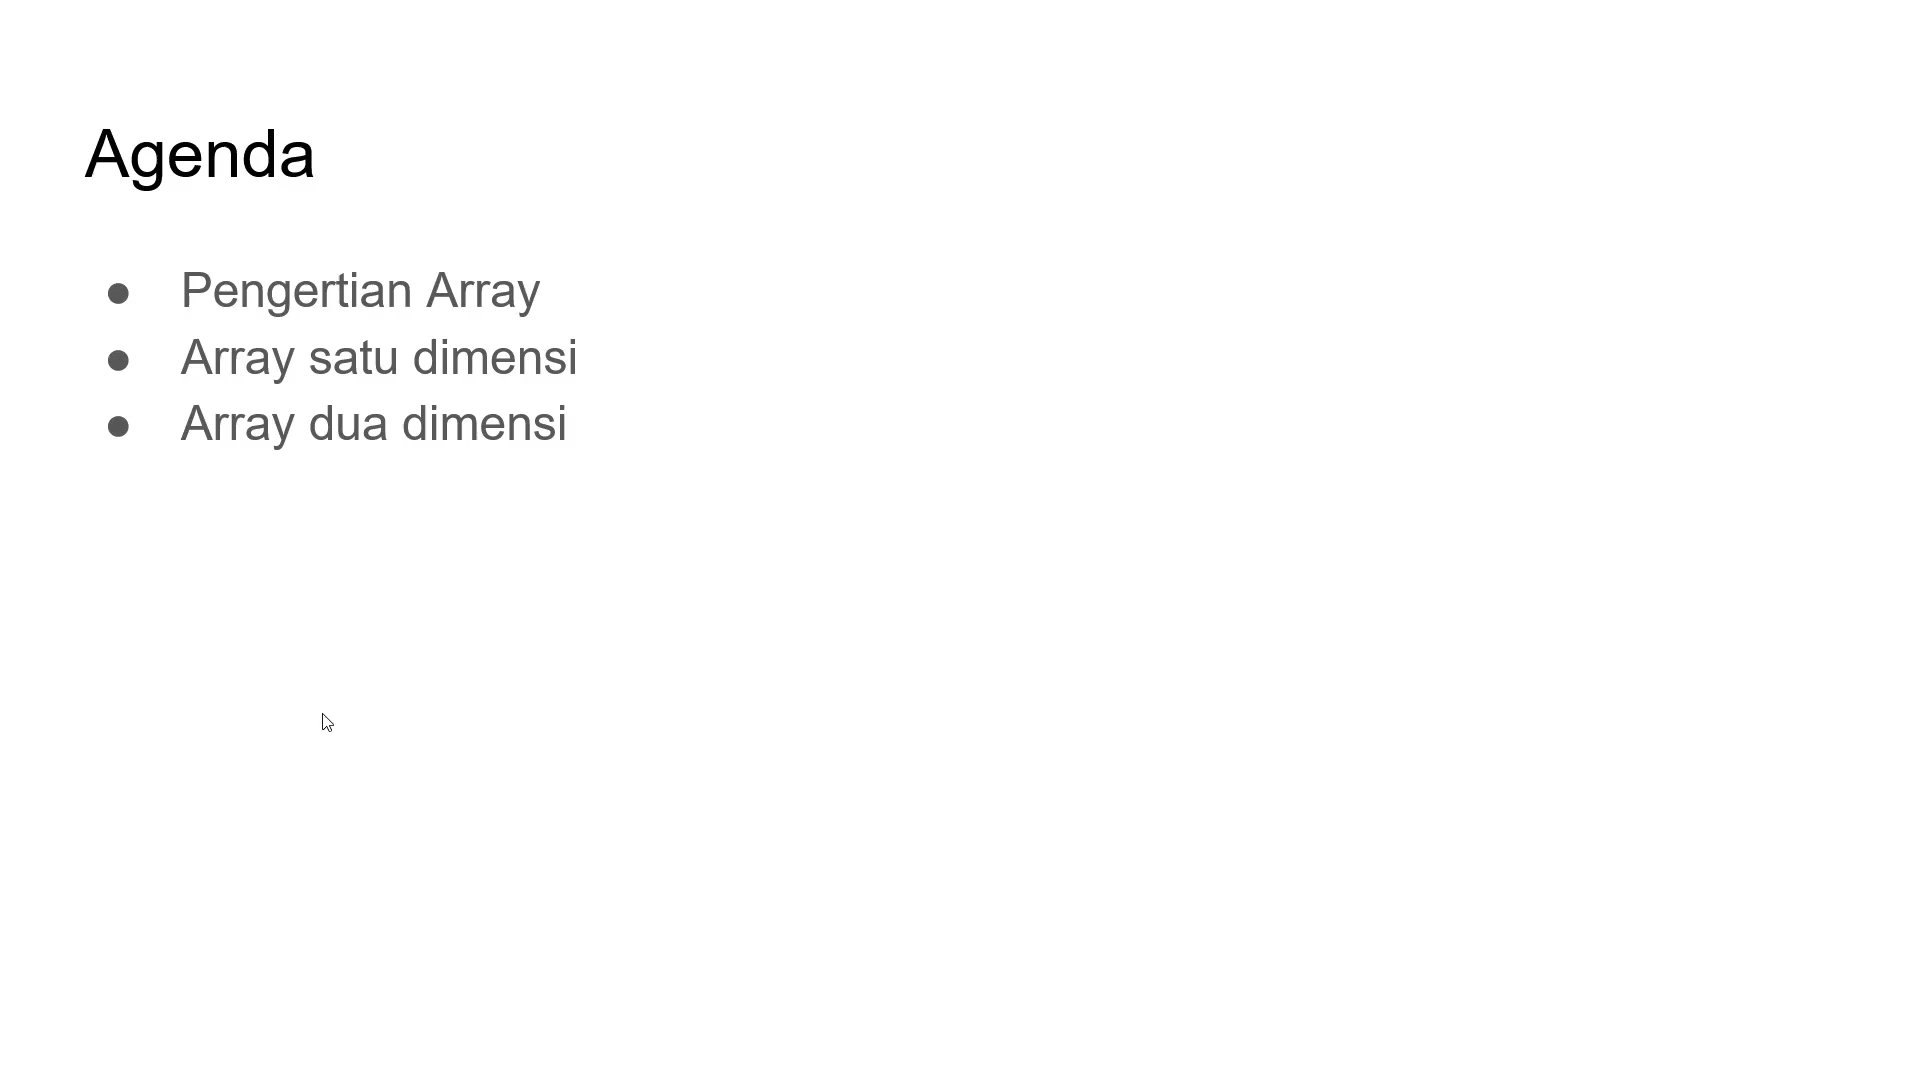 Agenda
● Pengertian Array
● Array satu dimensi
● Array dua dimensi